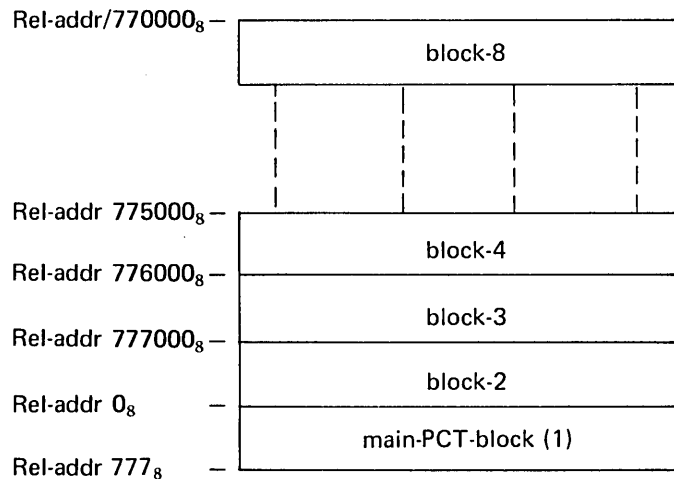 Rel-addr/770000₈
block-8
Rel-addr 775000₈
block-4
Rel-addr 776000₈
block-3
Rel-addr 777000₈
block-2
Rel-addr 0₈
main-PCT-block (1)
Rel-addr 777₈